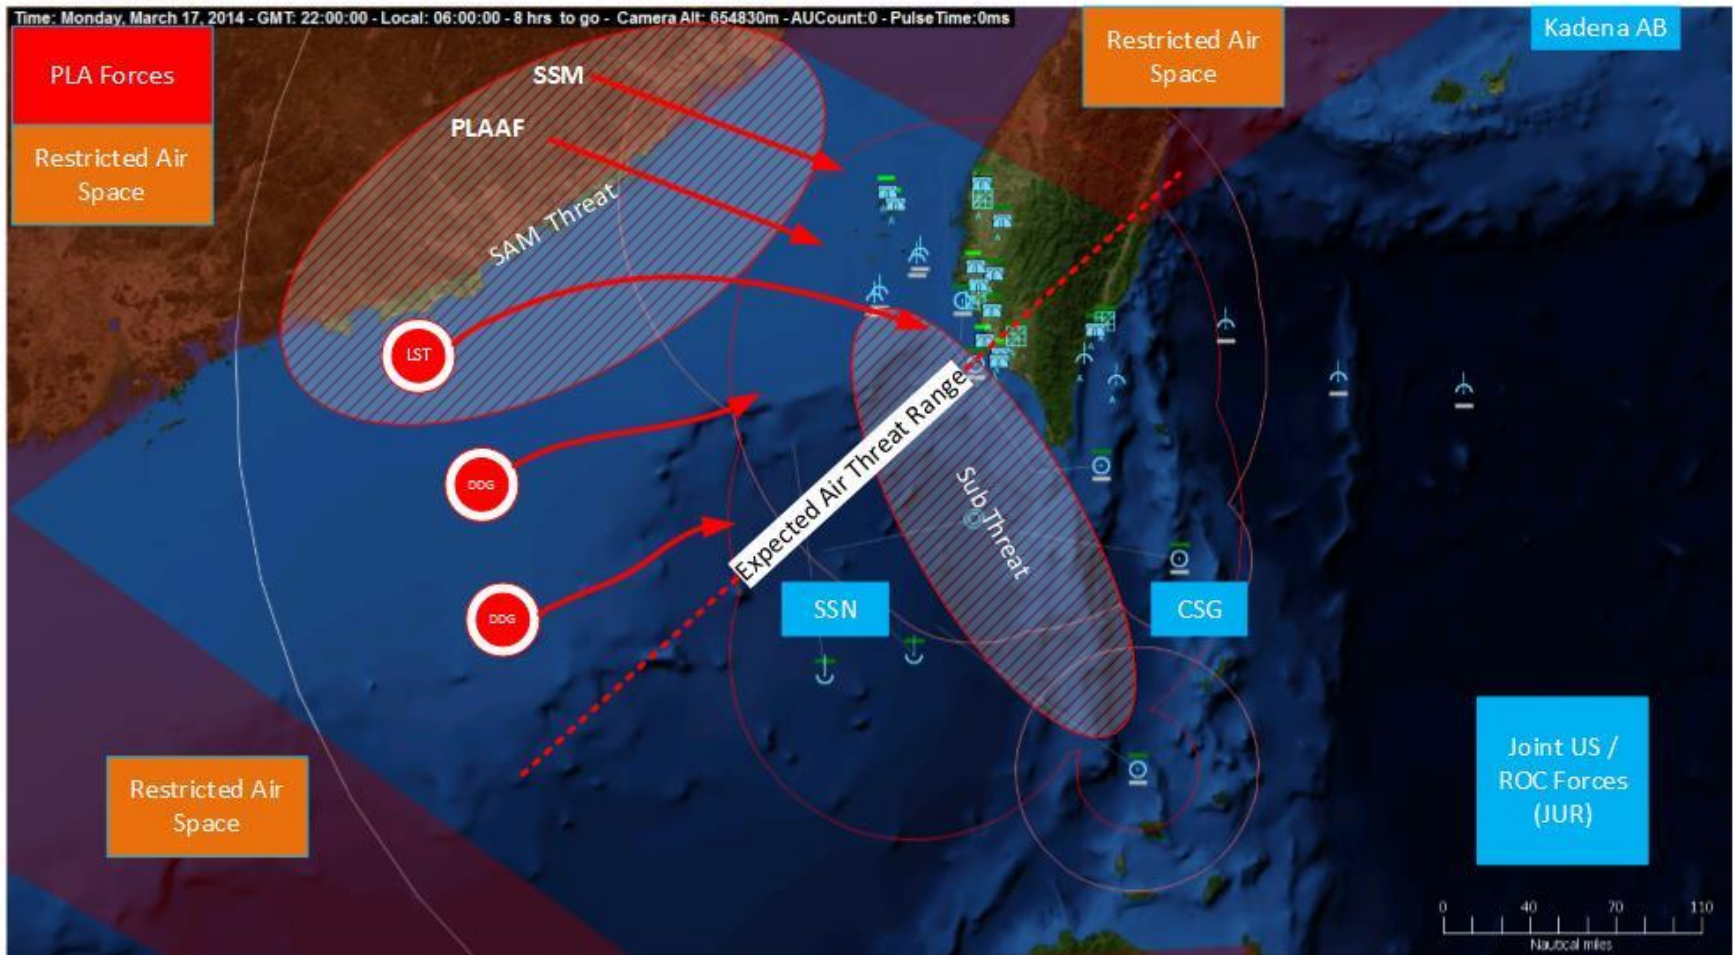 Time: Monday, March 17, 2014 - GMT: 22:00:00 - Local: 06:00:00 - 8 hrs to go - Camera Alt: 654830m - AUCount:0 - PulseTime:0ms
Kadena AB
Restricted Air
Space
PLA Forces
SSM
PLAAF
Restricted Air
Space
SAM Threat
LST
Expected Air Threat Range
DDG
Sub Threat
DDG
SSN
CSG
Restricted Air
Space
Joint US /
ROC Forces
(JUR)
0 40 70 110
Nautical miles